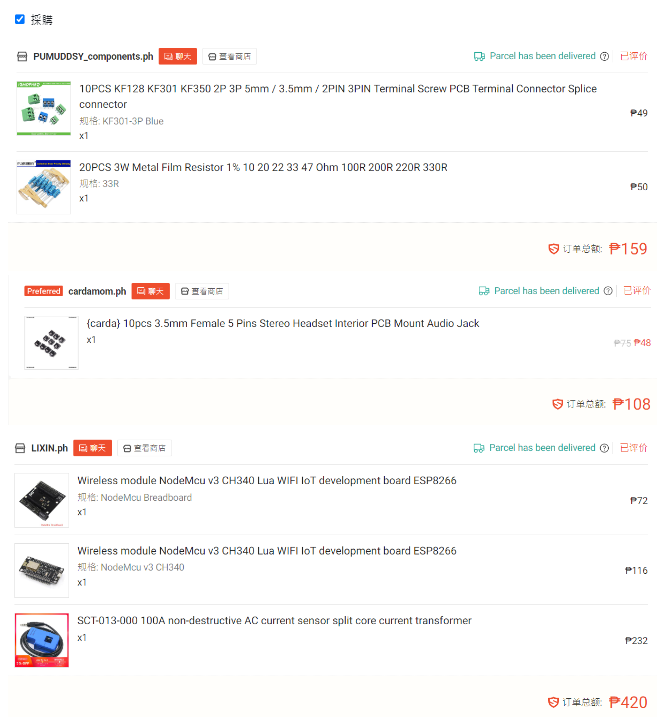 採購
PUMUDDSY_components.ph 聊天 查看商店 Parcel has been delivered 已评价
10PCS KF128 KF301 KF350 2P 3P 5mm / 3.5mm / 2PIN 3PIN Terminal Screw PCB Terminal Connector Splice
connector
规格: KF301-3P Blue
x1
₱49
20PCS 3W Metal Film Resistor 1% 10 20 22 33 47 Ohm 100R 200R 220R 330R
规格: 33R
x1
₱50
订单总额: ₱159
Preferred cardamom.ph 聊天 查看商店 Parcel has been delivered 已评价
{carda} 10pcs 3.5mm Female 5 Pins Stereo Headset Interior PCB Mount Audio Jack
x1
₱75 ₱48
订单总额: ₱108
LIXIN.ph 聊天 查看商店 Parcel has been delivered 已评价
Wireless module NodeMcu v3 CH340 Lua WIFI IoT development board ESP8266
规格: NodeMcu Breadboard
x1
₱72
Wireless module NodeMcu v3 CH340 Lua WIFI IoT development board ESP8266
规格: NodeMcu v3 CH340
x1
₱116
SCT-013-000 100A non-destructive AC current sensor split core current transformer
x1
₱232
订单总额: ₱420